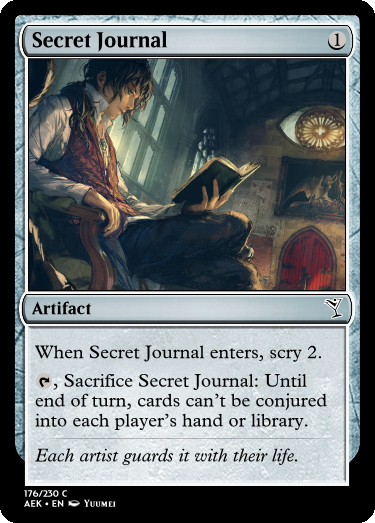 Secret Journal 1
Artifact
When Secret Journal enters, scry 2.
, Sacrifice Secret Journal: Until
end of turn, cards can't be conjured
into each player's hand or library.
Each artist guards it with their life.
176/230 C
AEK • EN Yuumei